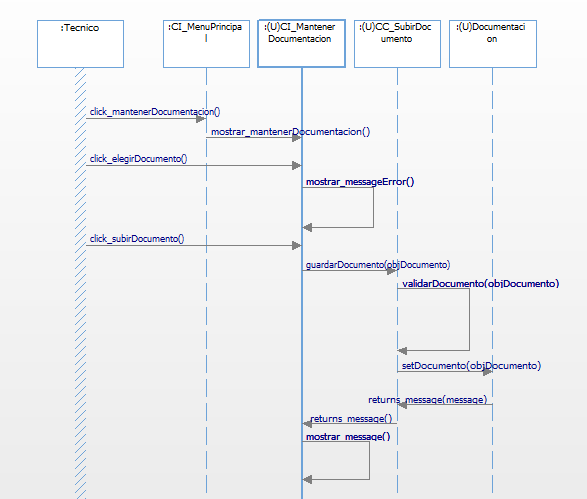 :Tecnico
:CI_MenuPrincipa
l
:(U)CI_Mantener
Documentacion
:(U)CC_SubirDoc
umento
:(U)Documentaci
on
click_mantenerDocumentacion()
mostrar_mantenerDocumentacion()
click_elegirDocumento()
mostrar_messageError()
click_subirDocumento()
guardarDocumento(objDocumento)
validarDocumento(objDocumento)
setDocumento(objDocumento)
returns_message(message)
returns_message()
mostrar_message()